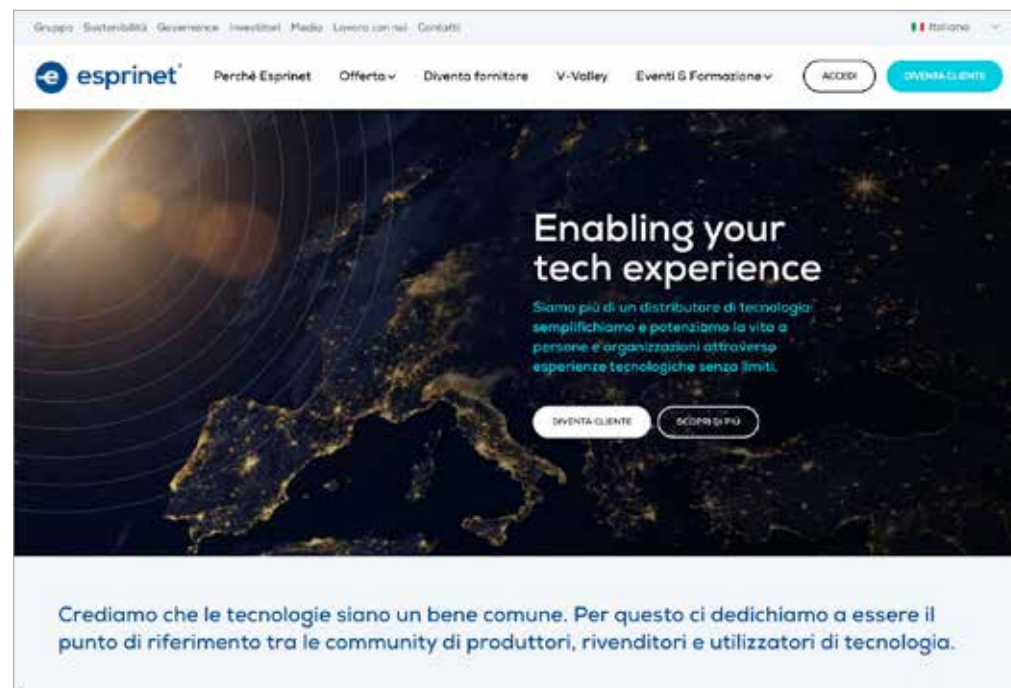 Gruppo Sostenibilità Governance Investitori Media Lavora con noi Contatti Italiano
esprinet Perchè Esprinet Offerta Diventa fornitore V-Valley Eventi & Formazione ACCEDI DIVENTA CLIENTE
Enabling your
tech experience
Siamo più di un distributore di tecnologia:
semplifichiamo e potenziamo la vita a
persone e organizzazioni attraverso
esperienze tecnologiche senza limiti.
DIVENTA CLIENTE SCOPRI DI PIÙ
Crediamo che le tecnologie siano un bene comune. Per questo ci dedichiamo a essere il
punto di riferimento tra le community di produttori, rivenditori e utilizzatori di tecnologia.